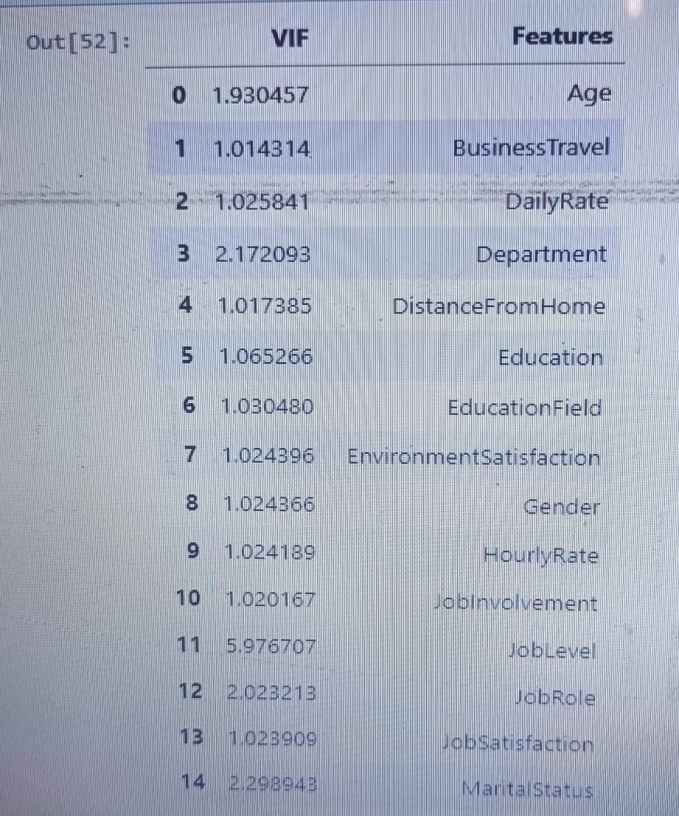 Out[52]:
VIF Features
0 1.930457 Age
1 1.014314 BusinessTravel
2 1.025841 DailyRate
3 2.172093 Department
4 1.017385 DistanceFromHome
5 1.065266 Education
6 1.030480 EducationField
7 1.024396 EnvironmentSatisfaction
8 1.024366 Gender
9 1.024189 HourlyRate
10 1.020167 JobInvolvement
11 5.976707 JobLevel
12 2.023213 JobRole
13 1.023909 JobSatisfaction
14 2.298943 MaritalStatus